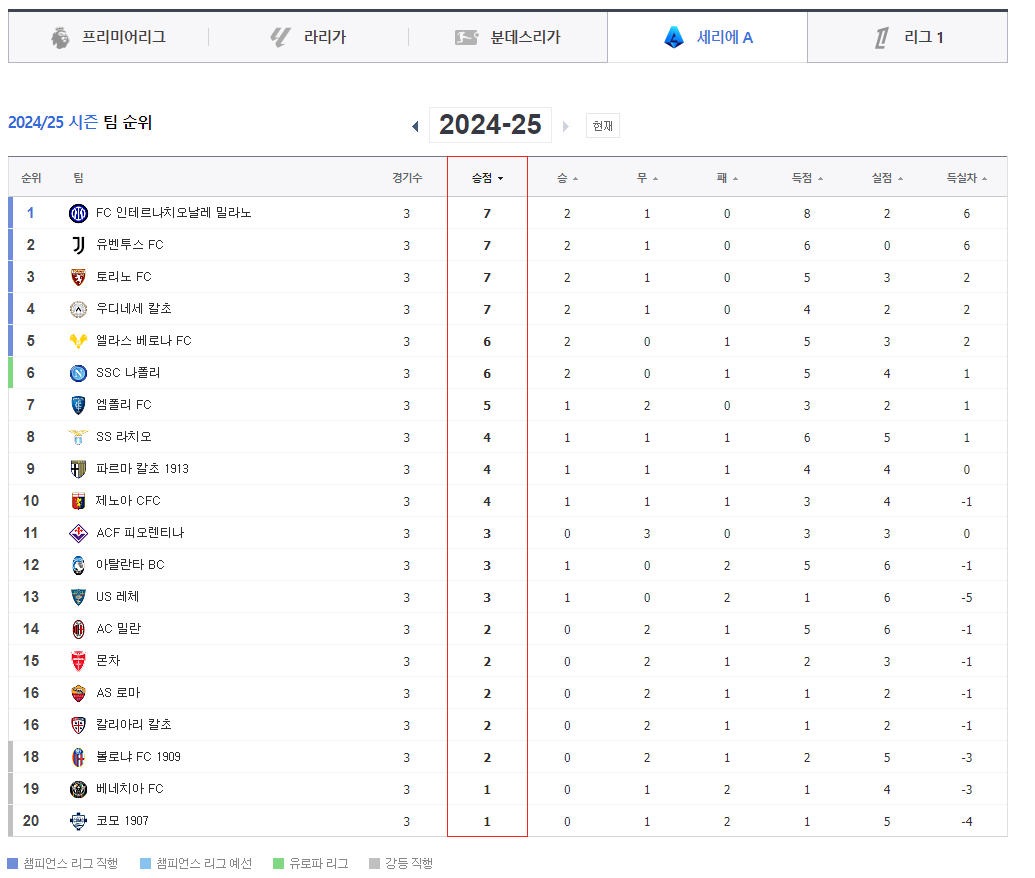 프리미어리그 라리가 분데스리가 세리에 A 리그 1
2024/25 시즌 팀 순위 2024-25 현재
순위 팀 경기수 승점 승 무 패 득점 실점 득실차
1 FC 인테르나치오날레 밀라노 3 7 2 1 0 8 2 6
2 유벤투스 FC 3 7 2 1 0 6 0 6
3 토리노 FC 3 7 2 1 0 5 3 2
4 우디네세 칼초 3 7 2 1 0 4 2 2
5 엘라스 베로나 FC 3 6 2 0 1 5 3 2
6 SSC 나폴리 3 6 2 0 1 5 4 1
7 엠폴리 FC 3 5 1 2 0 3 2 1
8 SS 라치오 3 4 1 1 1 6 5 1
9 파르마 칼초 1913 3 4 1 1 1 4 4 0
10 제노아 CFC 3 4 1 1 1 3 4 -1
11 ACF 피오렌티나 3 3 0 3 0 3 3 0
12 아탈란타 BC 3 3 1 0 2 5 6 -1
13 US 레체 3 3 1 0 2 1 6 -5
14 AC 밀란 3 2 0 2 1 5 6 -1
15 몬차 3 2 0 2 1 2 3 -1
16 AS 로마 3 2 0 2 1 1 2 -1
16 칼리아리 칼초 3 2 0 2 1 1 2 -1
18 볼로냐 FC 1909 3 2 0 2 1 2 5 -3
19 베네치아 FC 3 1 0 1 2 1 4 -3
20 코모 1907 3 1 0 1 2 1 5 -4
챔피언스 리그 직행 챔피언스 리그 예선 유로파 리그 강등 직행